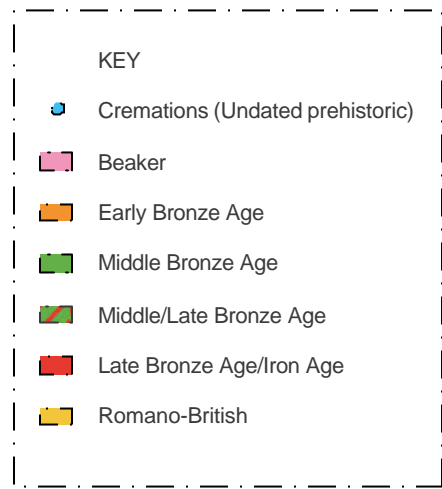 KEY
Cremations (Undated prehistoric)
Beaker
Early Bronze Age
Middle Bronze Age
Middle/Late Bronze Age
Late Bronze Age/Iron Age
Romano-British